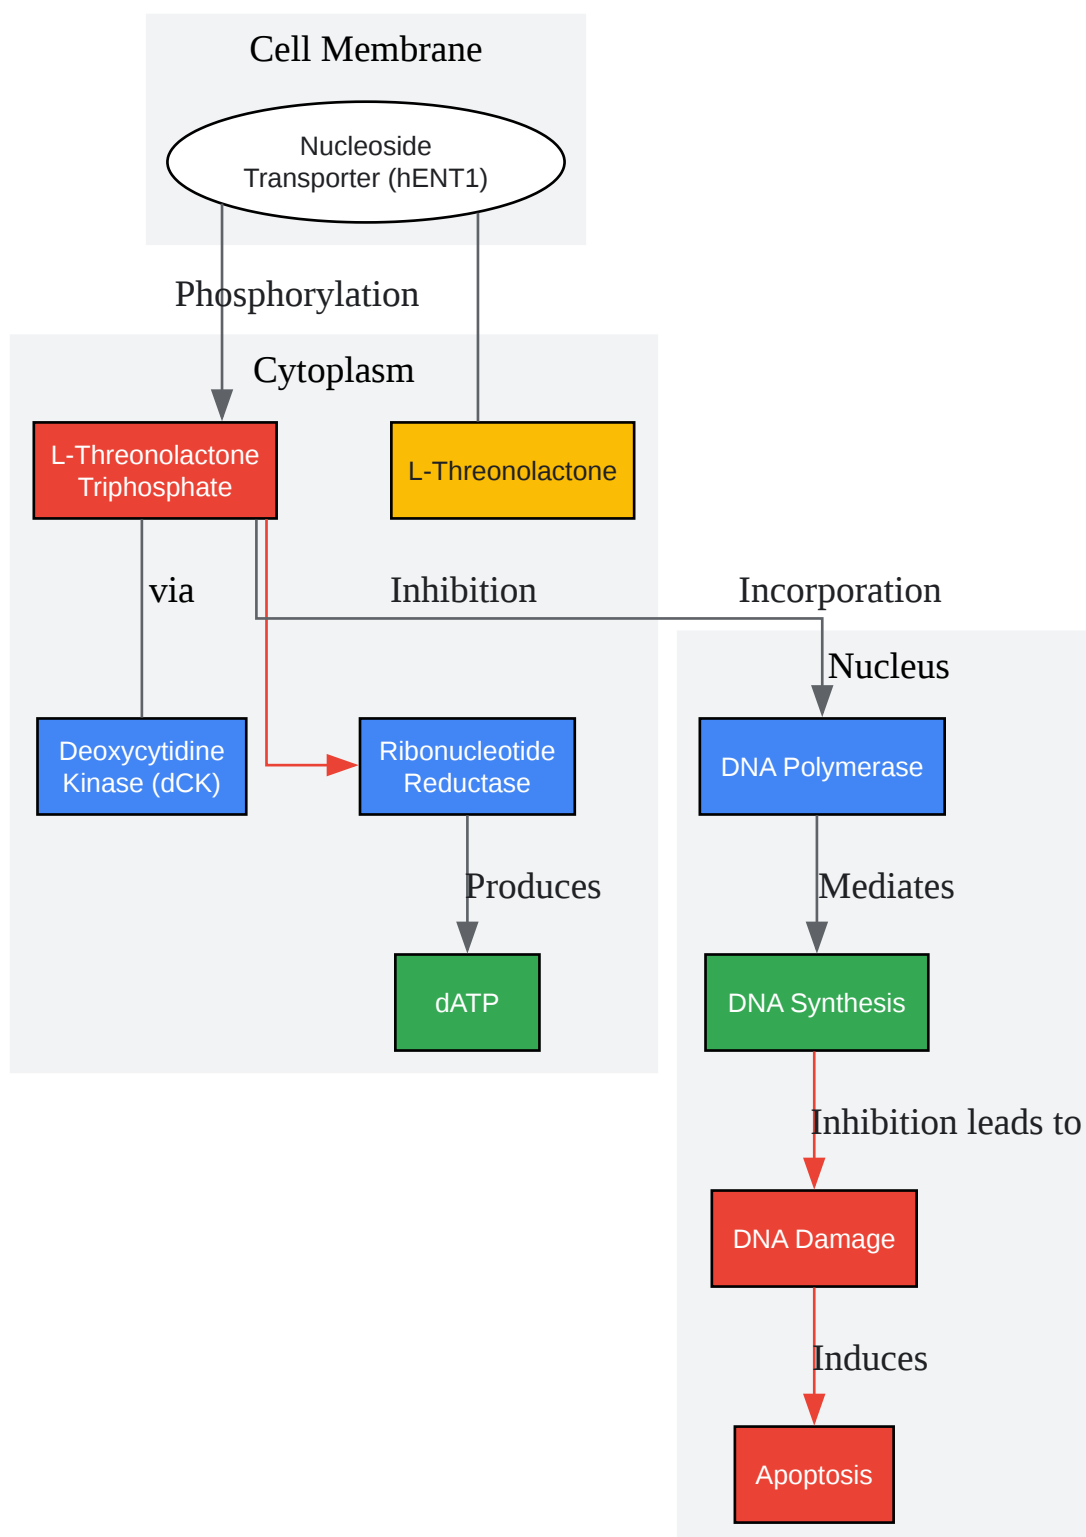 Cell Membrane
Nucleoside
Transporter (hENT1)
Phosphorylation
Cytoplasm
L-Threonolactone
Triphosphate
L-Threonolactone
via
Inhibition
Incorporation
Nucleus
Deoxycytidine
Kinase (dCK)
Ribonucleotide
Reductase
DNA Polymerase
Produces
Mediates
dATP
DNA Synthesis
Inhibition leads to
DNA Damage
Induces
Apoptosis